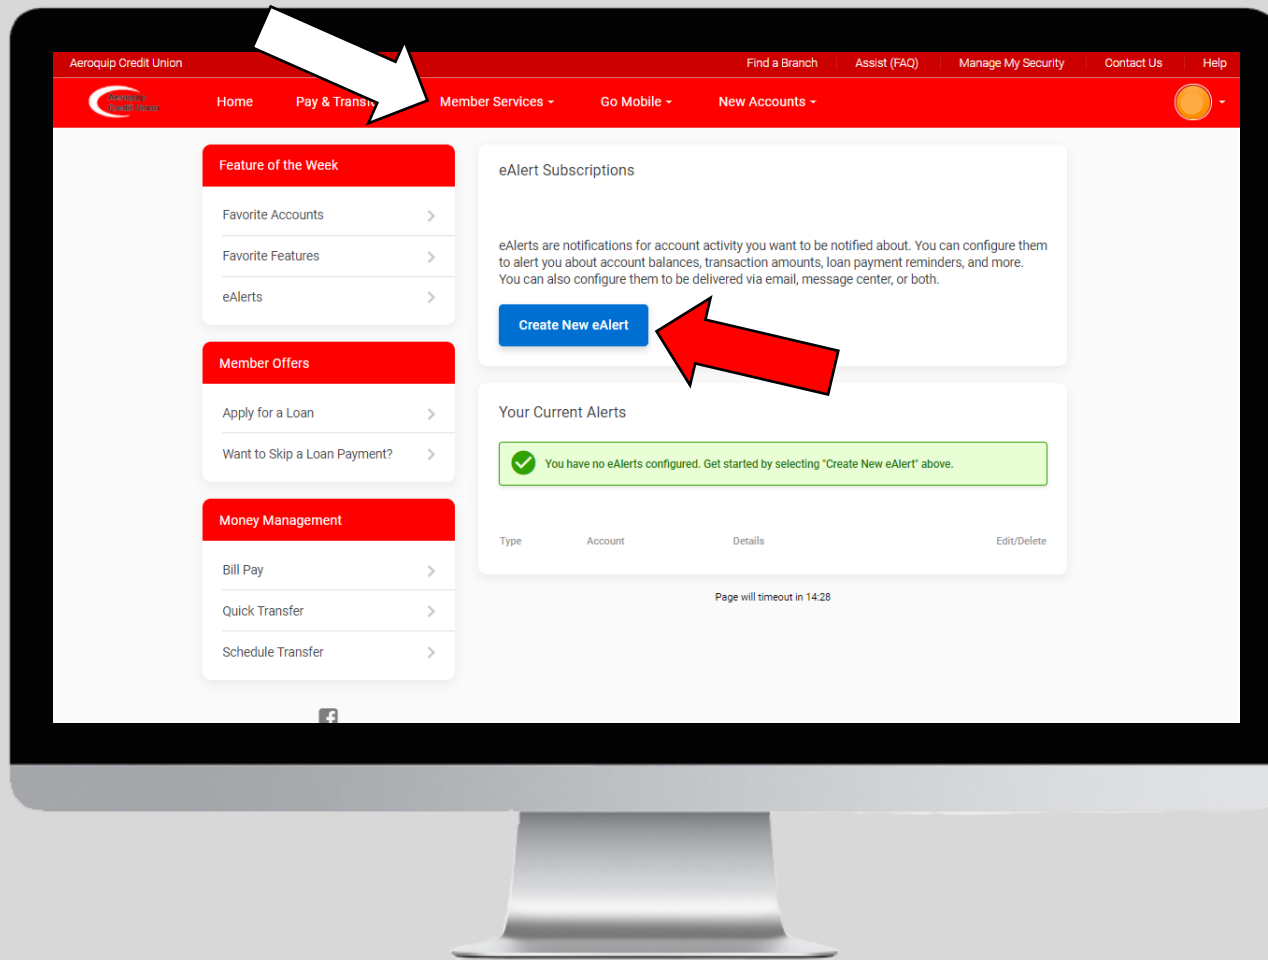 Aeroquip Credit Union
Find a Branch
Assist (FAQ)
Manage My Security
Contact Us
Help
Aeroquip
Credit Union
Home
Pay &
Member Services
Go Mobile
New Accounts
Feature of the Week
Favorite Accounts
Favorite Features
eAlerts
Member Offers
Apply for a Loan
Want to Skip a Loan Payment?
Money Management
Bill Pay
Quick Transfer
Schedule Transfer
eAlert Subscriptions
eAlerts are notifications for account activity you want to be notified about. You can configure them
to alert you about account balances, transaction amounts, loan payment reminders, and more.
You can also configure them to be delivered via email, message center, or both.
Create New eAlert
Your Current Alerts
You have no eAlerts configured. Get started by selecting "Create New eAlert" above.
Type
Account
Details
Edit/Delete
Page will timeout in 14:28